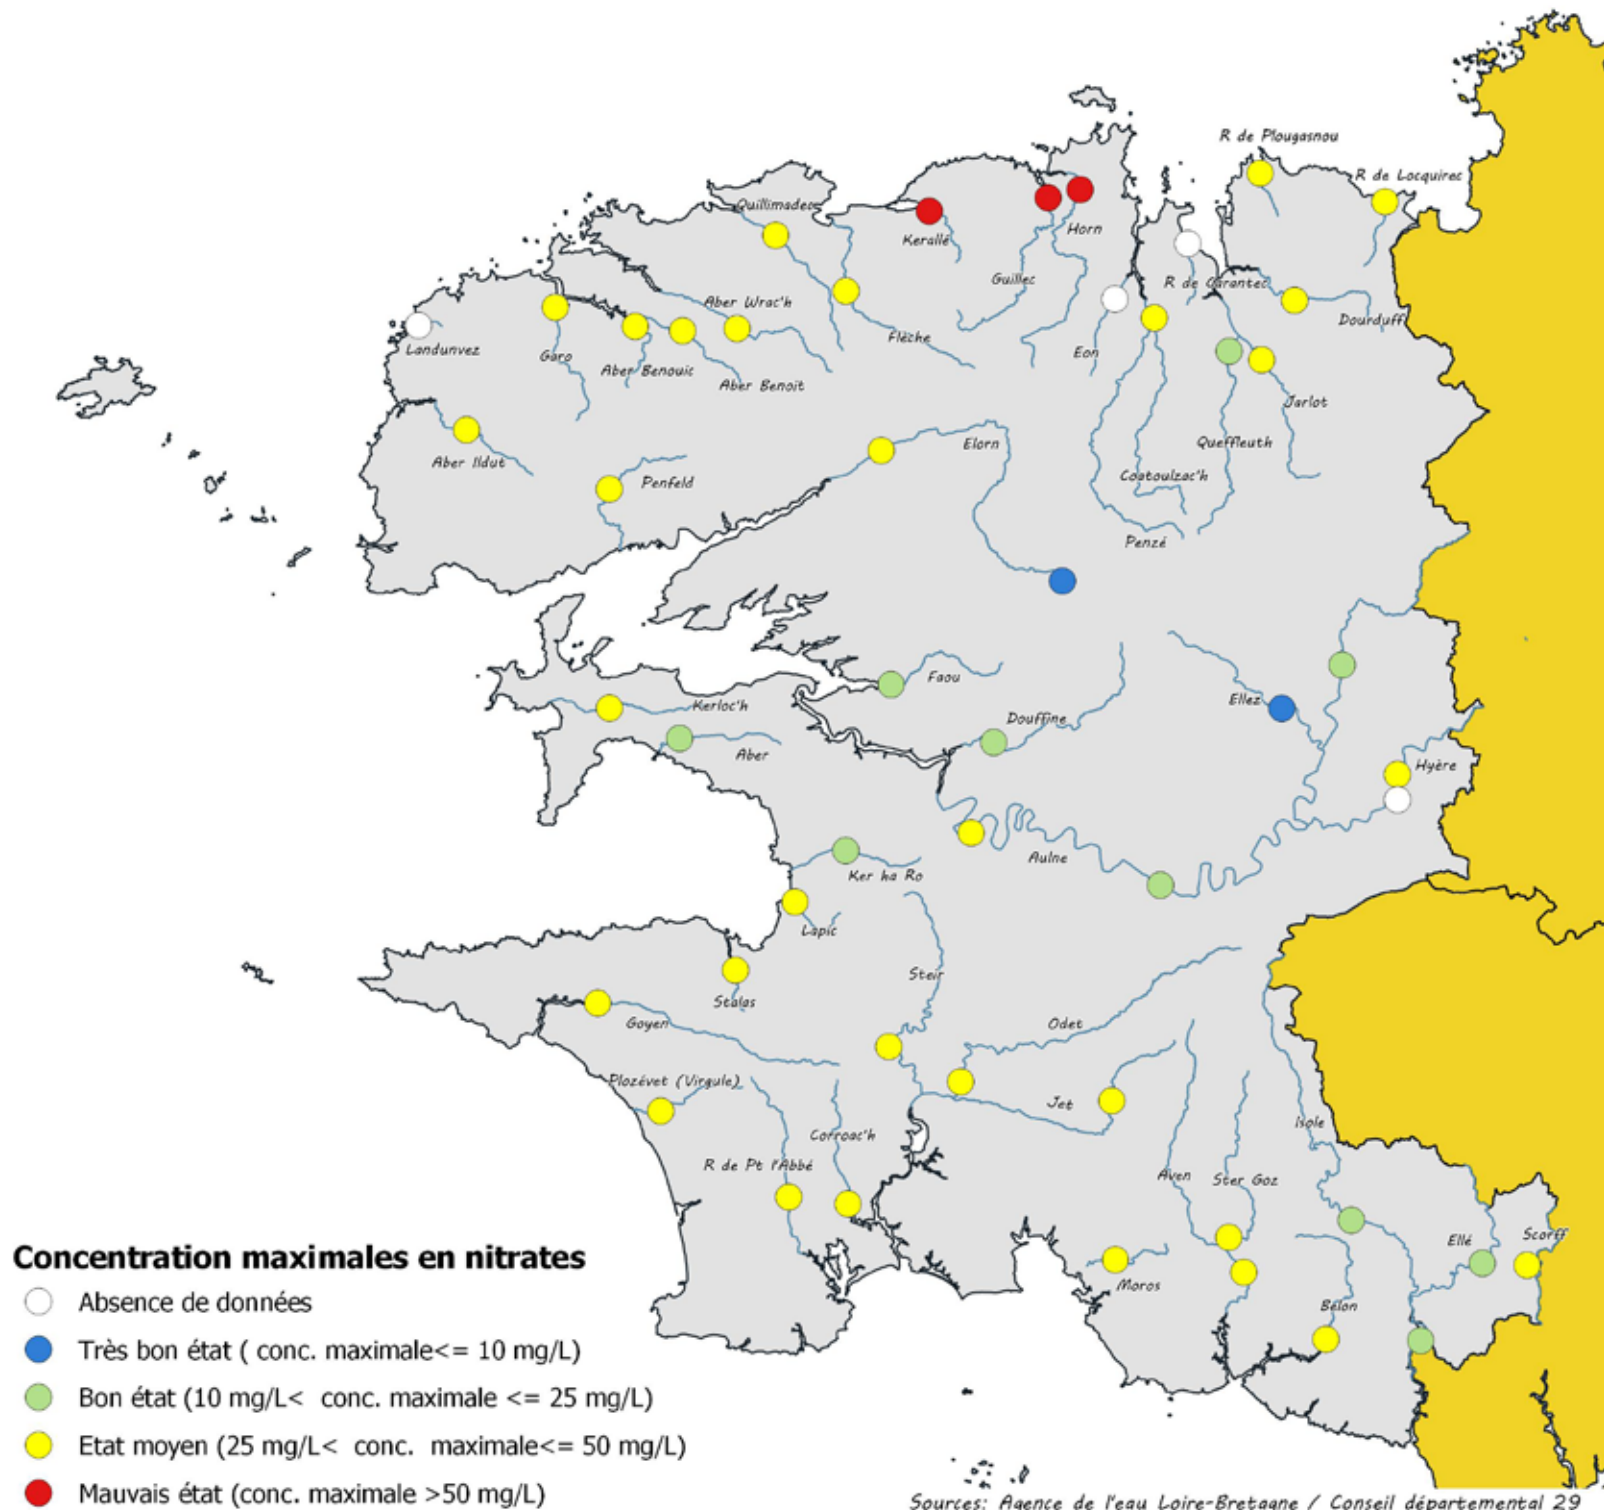 R de Plougasnou
R de Locquirec
Quillimadec
Kerallé
Horn
Guillec
R de Carantec
Aber Wrac'h
Dourduff
Landunvez
Garo
Flèche
Eon
Aber Benouic
Aber Benoit
Jarlot
Elorn
Queffleuth
Aber Ildut
Penfeld
Coatoulzac'h
Penzé
Faou
Ellez
Kerloc'h
Douffine
Aber
Hyère
Aulne
Ker ha Ro
Lapic
Steir
Stalas
Goyen
Odet
Plozévet (Virgule)
Jet
Isole
Corroac'h
R de Pt l'Abbé
Aven
Ster Goz
Ellé
Scorff
Moros
Belon
Concentration maximales en nitrates
Absence de données
Très bon état ( conc. maximale<= 10 mg/L)
Bon état (10 mg/L< conc. maximale <= 25 mg/L)
Etat moyen (25 mg/L< conc. maximale<= 50 mg/L)
Mauvais état (conc. maximale >50 mg/L)
Sources: Agence de l'eau Loire-Bretagne / Conseil départemental 29